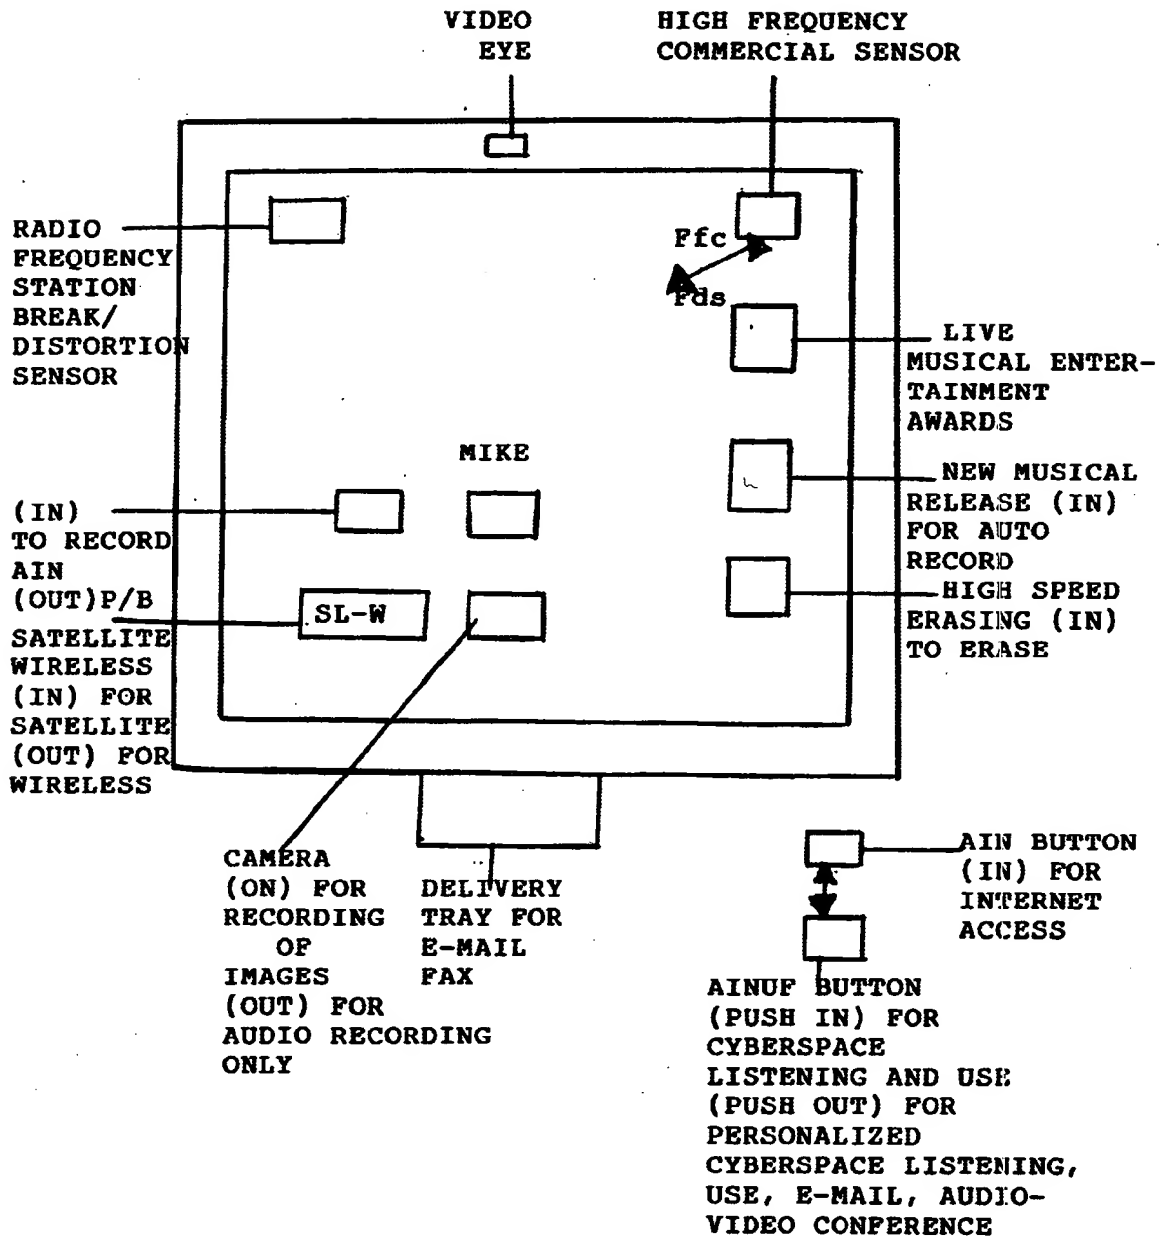 VIDEO
EYE
HIGH FREQUENCY
COMMERCIAL SENSOR
RADIO
FREQUENCY
STATION
BREAK/
DISTORTION
SENSOR
Ffc
Fds
LIVE
MUSICAL ENTER-
TAINMENT
AWARDS
MIKE
NEW MUSICAL
RELEASE (IN)
FOR AUTO
RECORD
(IN)
TO RECORD
AIN
(OUT)P/B
HIGH SPEED
ERASING (IN)
TO ERASE
SL-W
SATELLITE
WIRELESS
(IN) FOR
SATELLITE
(OUT) FOR
WIRELESS
CAMERA
(ON) FOR
RECORDING
OF
IMAGES
(OUT) FOR
AUDIO RECORDING
ONLY
DELIVERY
TRAY FOR
E-MAIL
FAX
AIN BUTTON
(IN) FOR
INTERNET
ACCESS
AINUF BUTTON
(PUSH IN) FOR
CYBERSPACE
LISTENING AND USE
(PUSH OUT) FOR
PERSONALIZED
CYBERSPACE LISTENING,
USE, E-MAIL, AUDIO-
VIDEO CONFERENCE